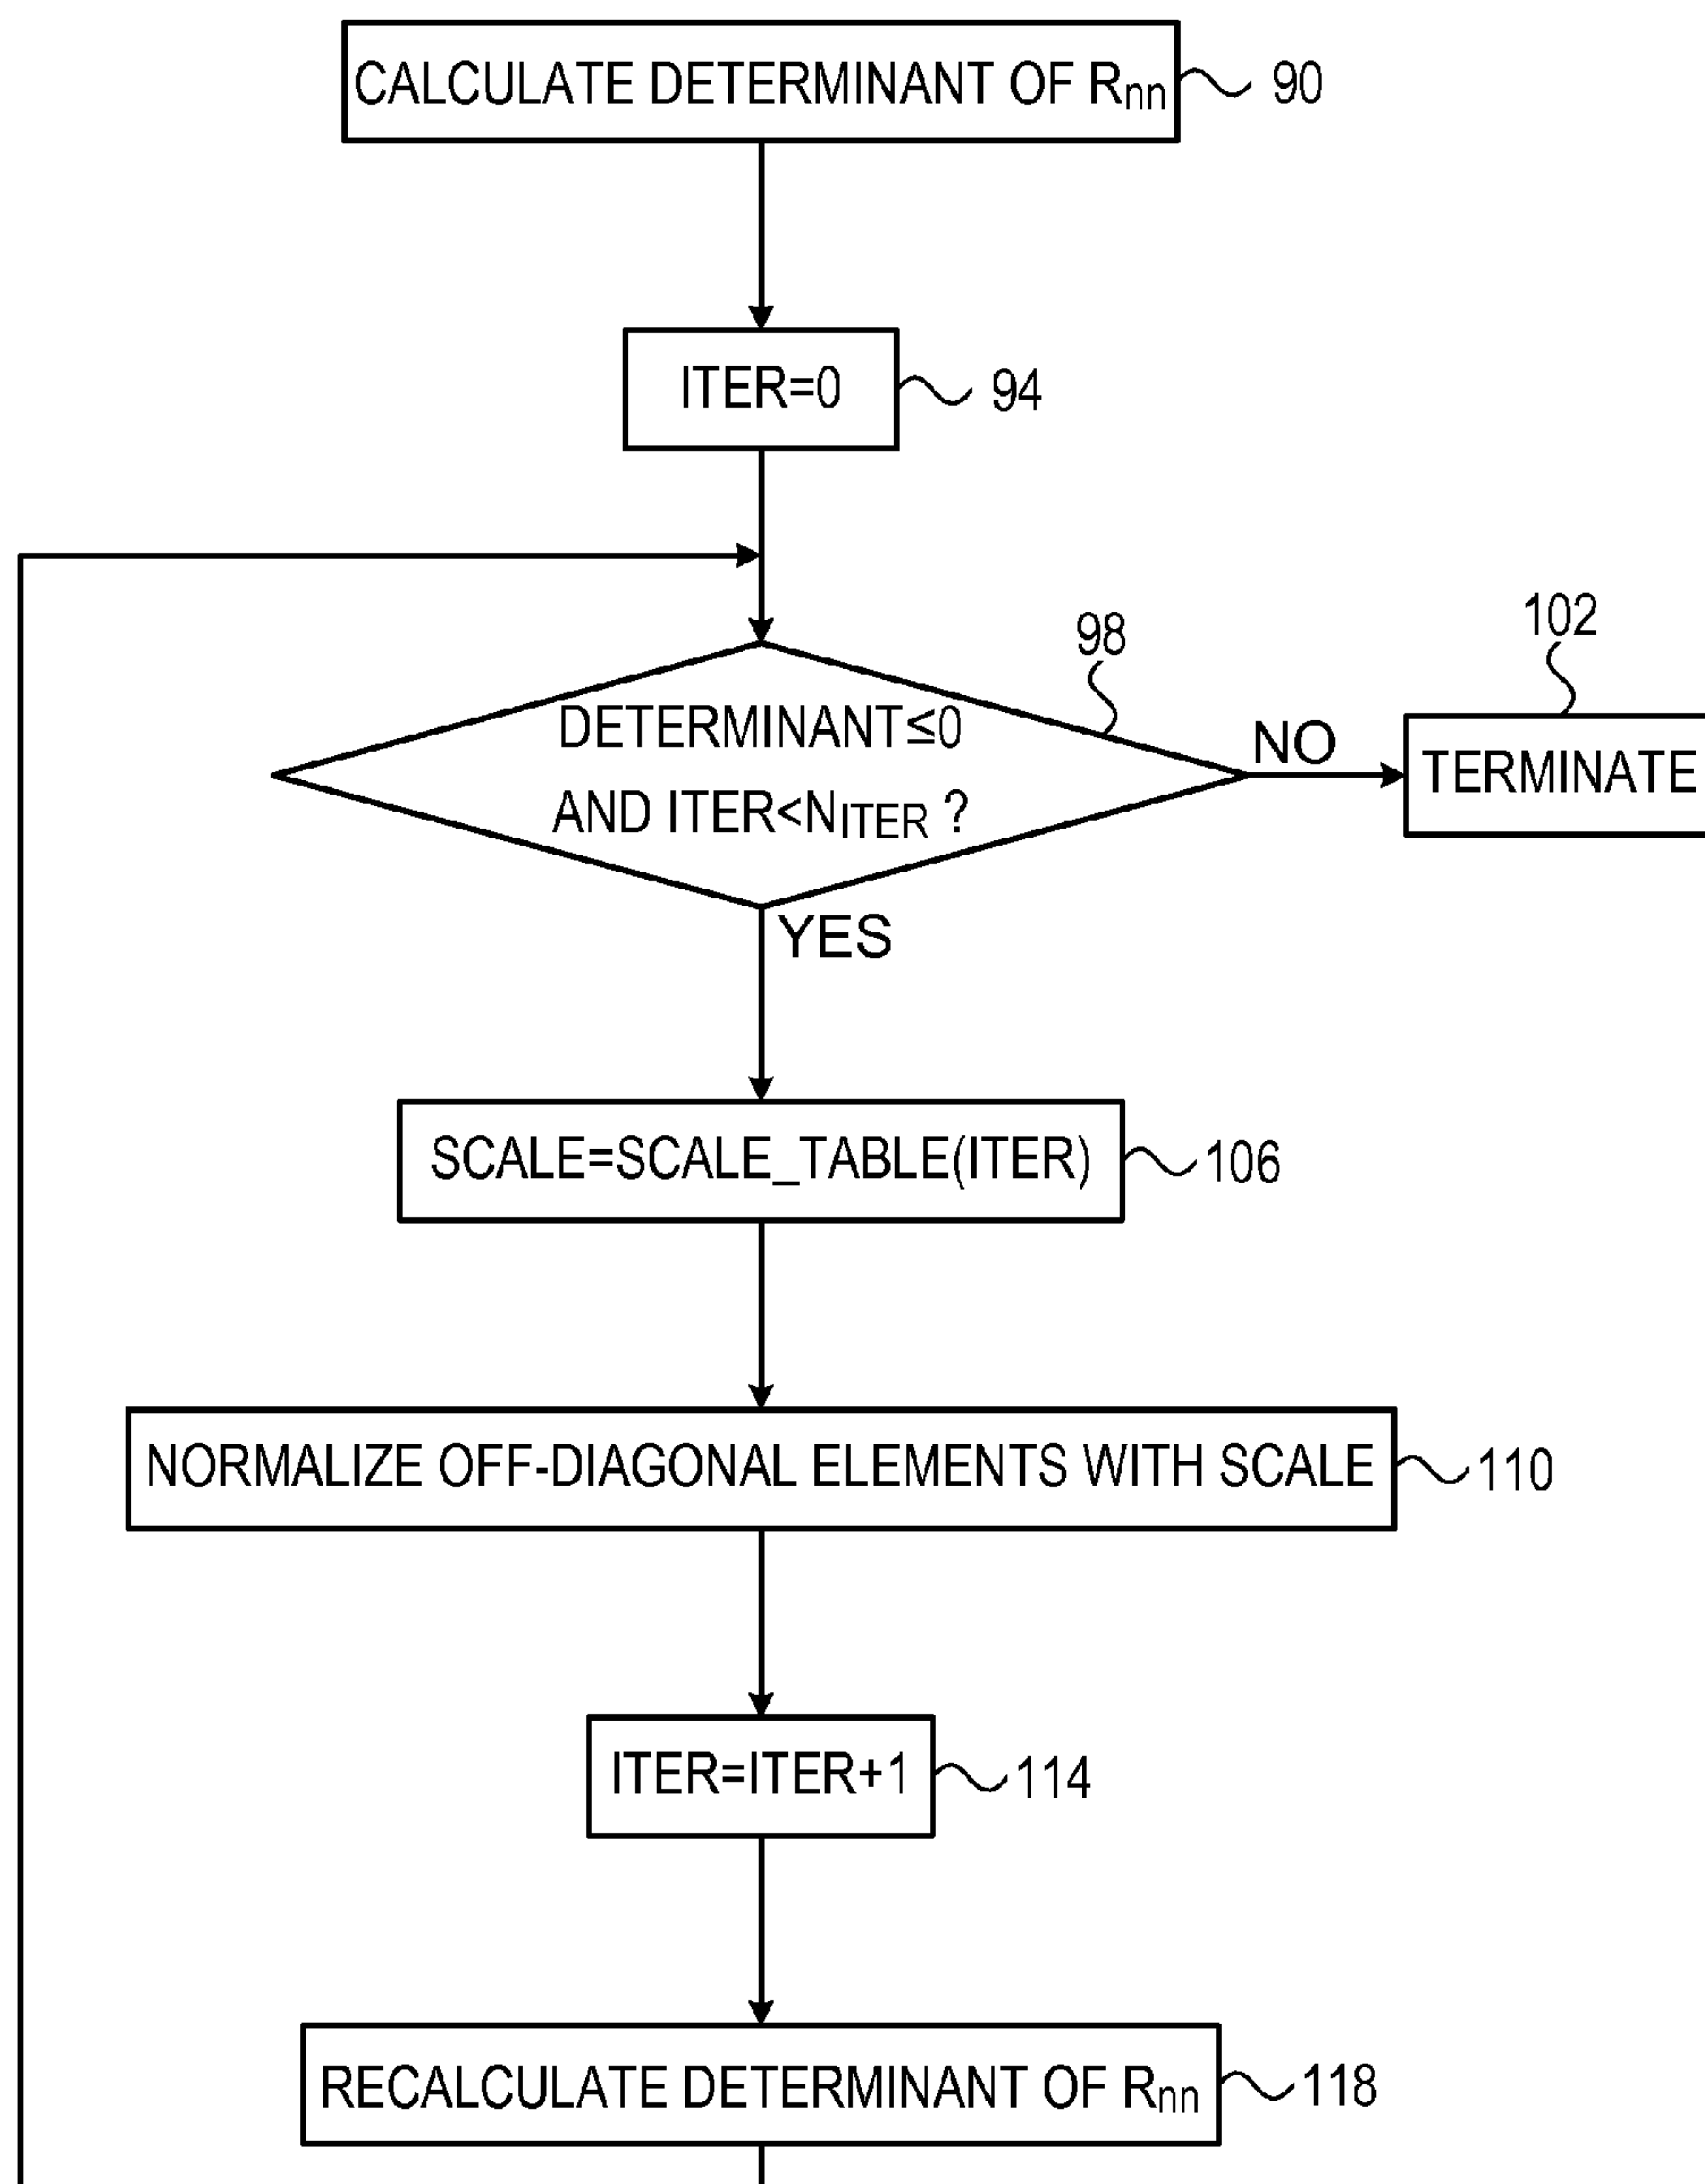 CALCULATE DETERMINANT OF Rnn
90
ITER=0
94
98
102
DETERMINANT≤0
AND ITER<NITER ?
NO
TERMINATE
YES
SCALE=SCALE_TABLE(ITER)
106
NORMALIZE OFF-DIAGONAL ELEMENTS WITH SCALE
110
ITER=ITER+1
114
RECALCULATE DETERMINANT OF Rnn
118